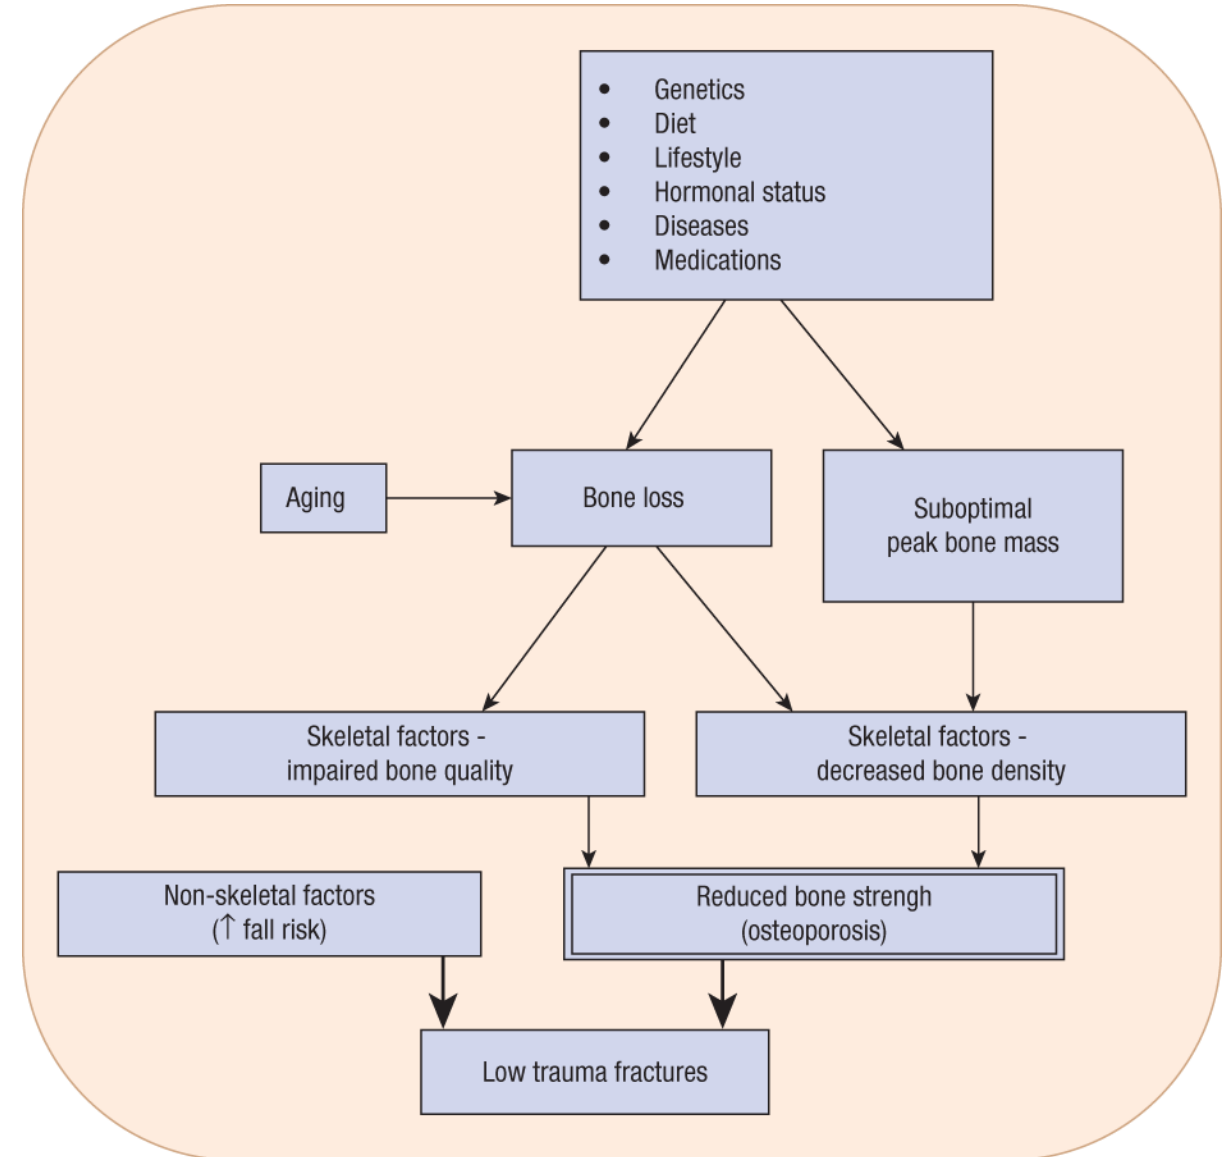 • Genetics
• Diet
• Lifestyle
• Hormonal status
• Diseases
• Medications
Aging
Bone loss
Suboptimal
peak bone mass
Skeletal factors -
impaired bone quality
Skeletal factors -
decreased bone density
Non-skeletal factors
(↑ fall risk)
Reduced bone strengh
(osteoporosis)
Low trauma fractures